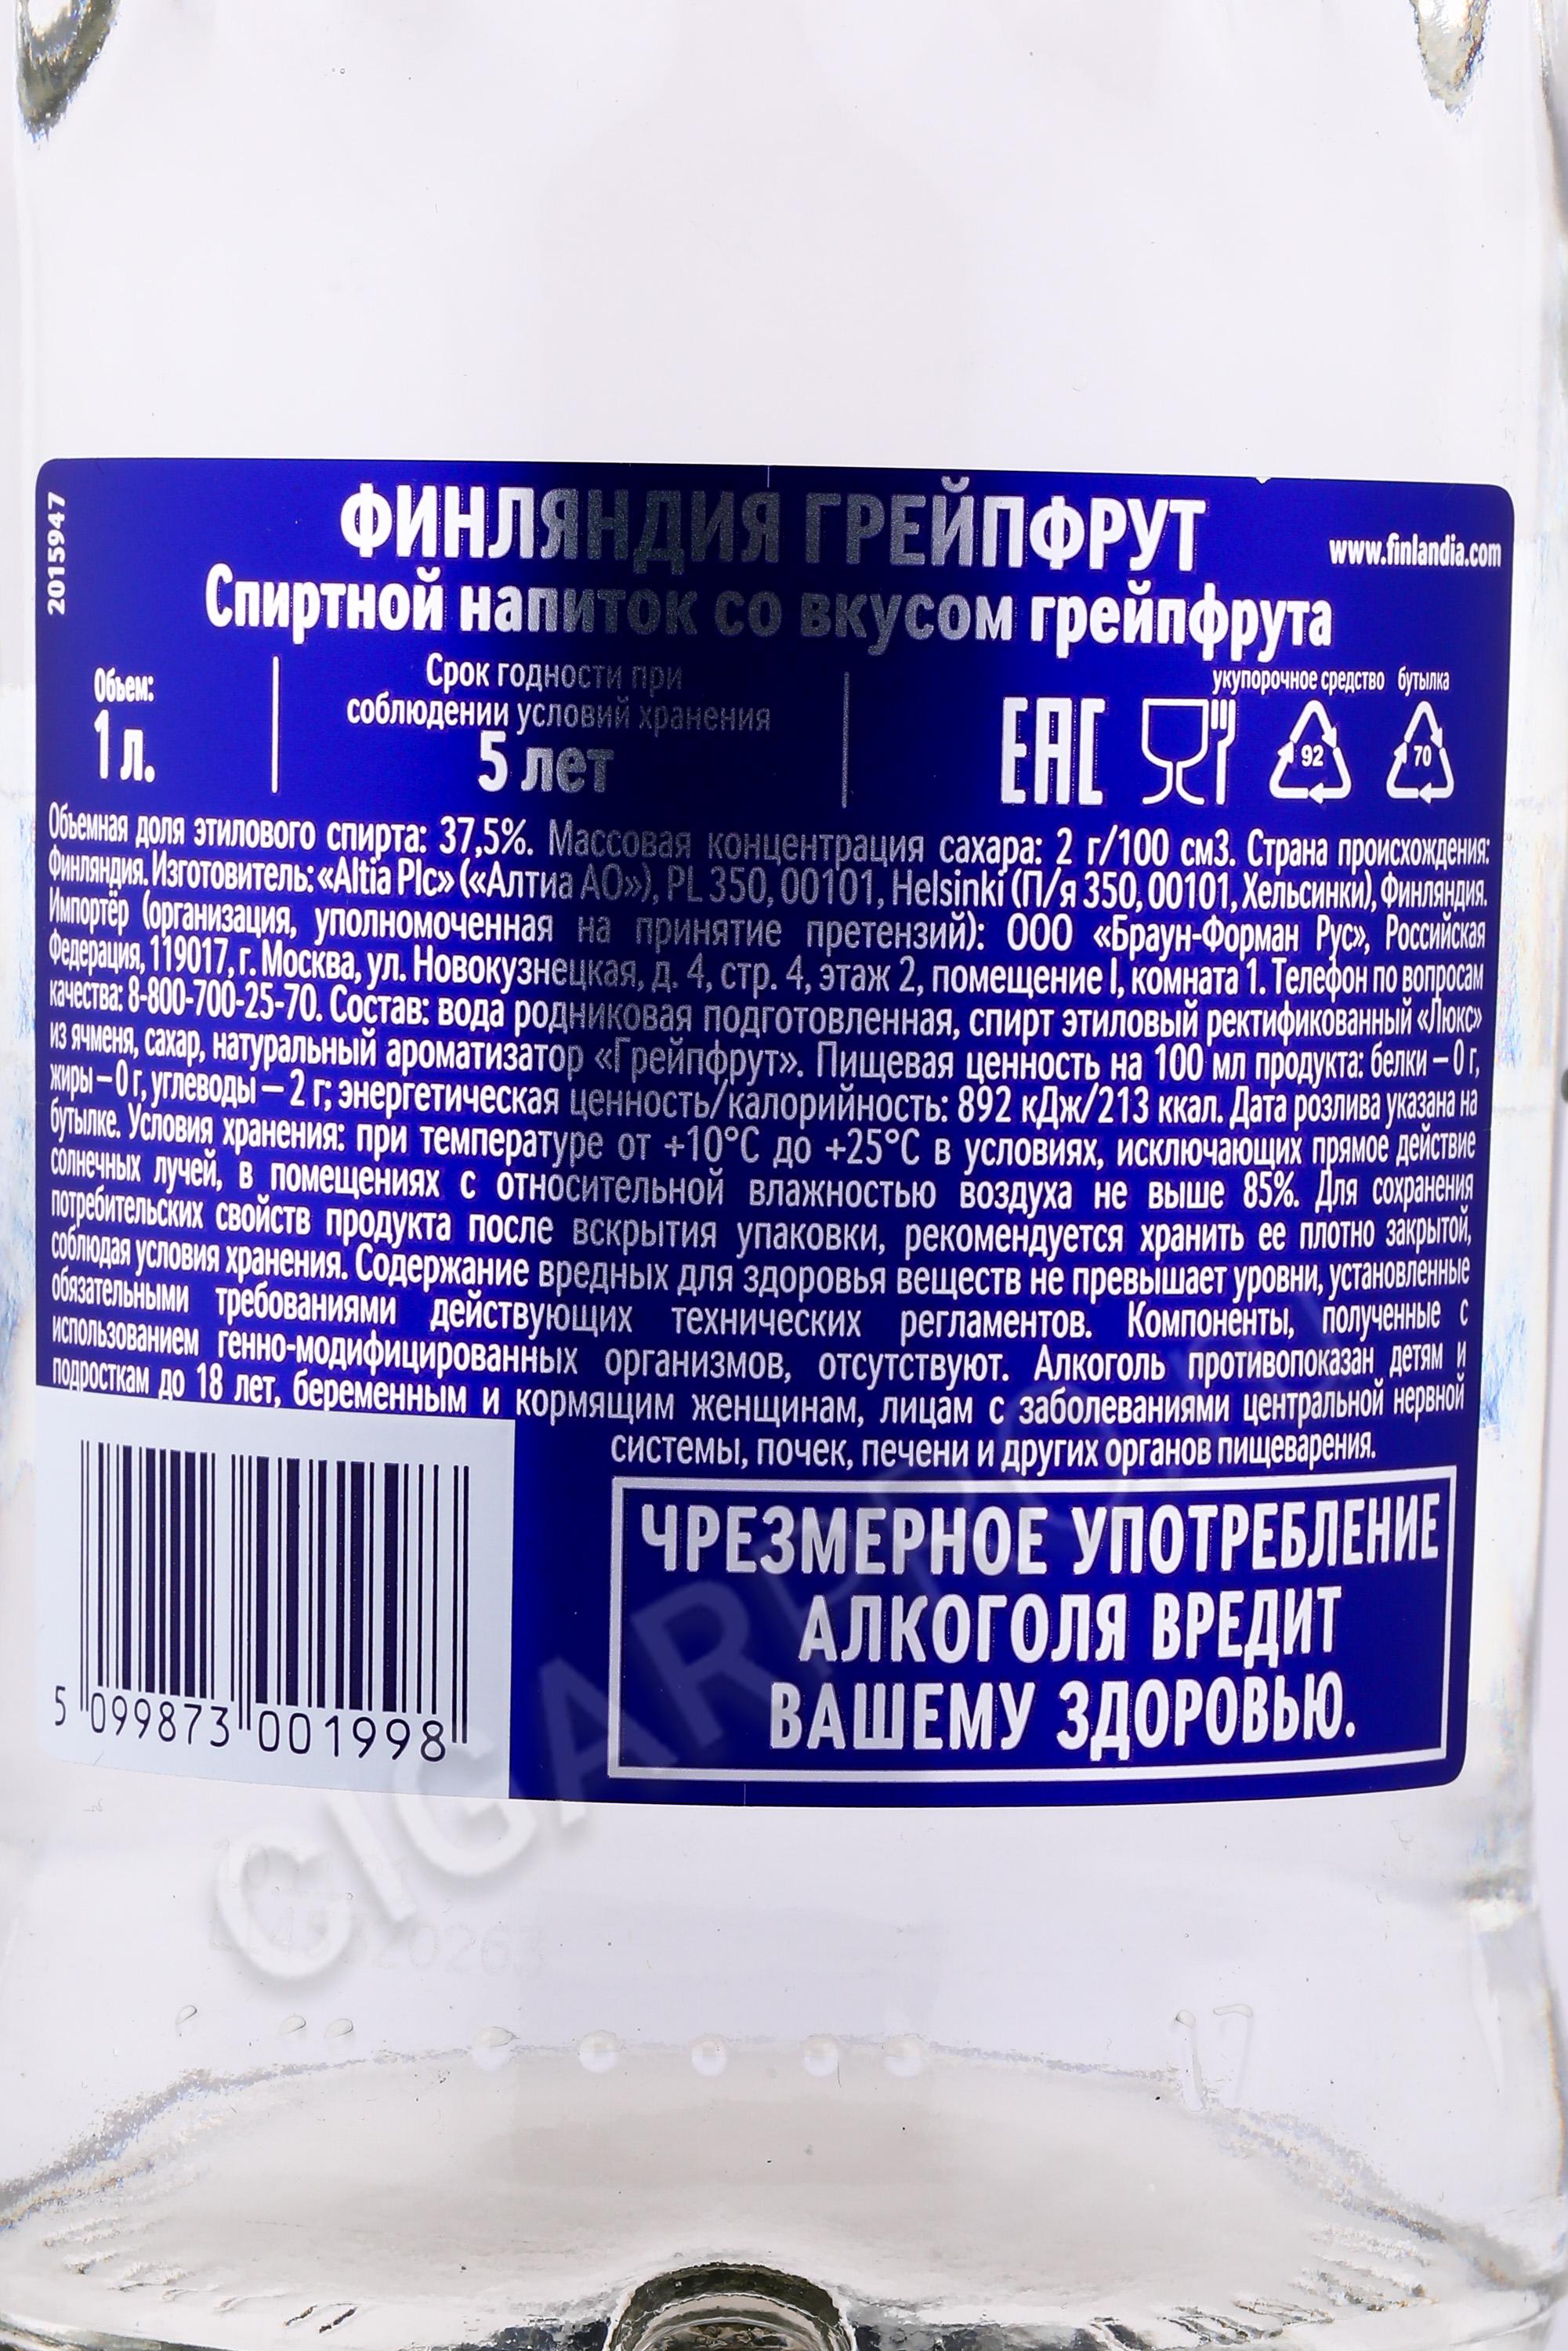 2015947
ФИНЛЯНДИЯ ГРЕЙПФРУТ
www.finlandia.com
Спиртной напиток со вкусом грейпфрута
Объем:
1 л.
Срок годности при
соблюдении условий хранения
5 лет
укупорочное средство бутылка
EAC
92
70
Объемная доля этилового спирта: 37,5%. Массовая концентрация сахара: 2 г/100 см3. Страна происхождения:
Финляндия. Изготовитель: «Altia Plc» («Алтиа АО»), PL 350, 00101, Helsinki (П/я 350, 00101, Хельсинки), Финляндия.
Импортёр (организация, уполномоченная на принятие претензий): ООО «Браун-Форман Рус», Российская
Федерация, 119017, г. Москва, ул. Новокузнецкая, д. 4, стр. 4, этаж 2, помещение I, комната 1. Телефон по вопросам
качества: 8-800-700-25-70. Состав: вода родниковая подготовленная, спирт этиловый ректификованный «Люкс»
из ячменя, сахар, натуральный ароматизатор «Грейпфрут». Пищевая ценность на 100 мл продукта: белки – 0 г,
жиры – 0 г, углеводы – 2 г; энергетическая ценность/калорийность: 892 кДж/213 ккал. Дата розлива указана на
бутылке. Условия хранения: при температуре от +10°С до +25°С в условиях, исключающих прямое действие
солнечных лучей, в помещениях с относительной влажностью воздуха не выше 85%. Для сохранения
потребительских свойств продукта после вскрытия упаковки, рекомендуется хранить ее плотно закрытой,
соблюдая условия хранения. Содержание вредных для здоровья веществ не превышает уровни, установленные
обязательными требованиями действующих технических регламентов. Компоненты, полученные с
использованием генно-модифицированных организмов, отсутствуют. Алкоголь противопоказан детям и
подросткам до 18 лет, беременным и кормящим женщинам, лицам с заболеваниями центральной нервной
системы, почек, печени и других органов пищеварения.
ЧРЕЗМЕРНОЕ УПОТРЕБЛЕНИЕ
АЛКОГОЛЯ ВРЕДИТ
ВАШЕМУ ЗДОРОВЬЮ.
5 099873 001998
CIGARPRO.RU
17